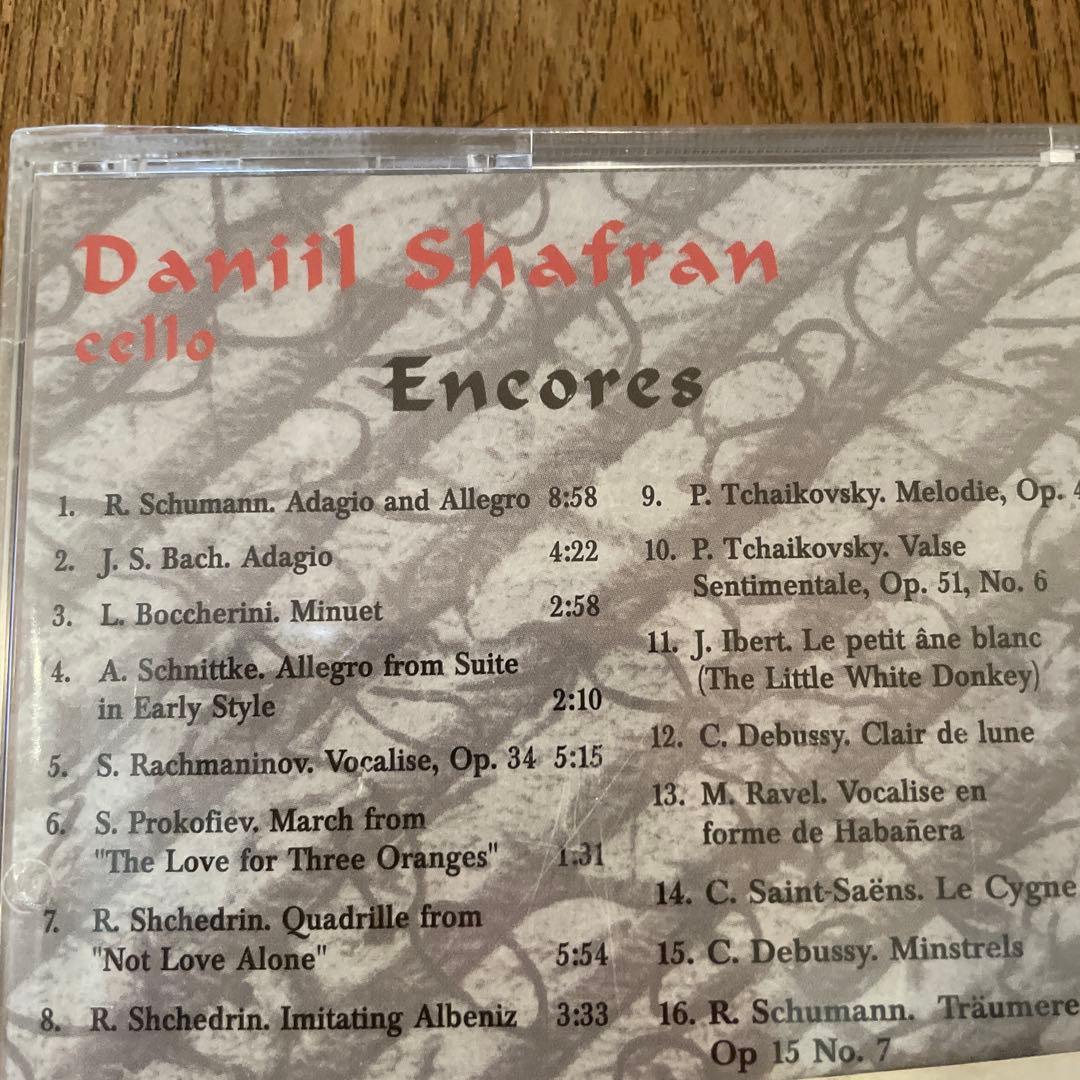 Daniil Shafran
cello
Encores
1. R. Schumann. Adagio and Allegro 8:58
2. J. S. Bach. Adagio 4:22
3. L. Boccherini. Minuet 2:58
4. A. Schnittke. Allegro from Suite
in Early Style 2:10
5. S. Rachmaninov. Vocalise, Op. 34 5:15
6. S. Prokofiev. March from
"The Love for Three Oranges" 1:31
7. R. Shchedrin. Quadrille from
"Not Love Alone" 5:54
8. R. Shchedrin. Imitating Albeniz 3:33
9. P. Tchaikovsky. Melodie, Op.
10. P. Tchaikovsky. Valse
Sentimentale, Op. 51, No. 6
11. J. Ibert. Le petit âne blanc
(The Little White Donkey)
12. C. Debussy. Clair de lune
13. M. Ravel. Vocalise en
forme de Habañera
14. C. Saint-Saëns. Le Cygne
15. C. Debussy. Minstrels
16. R. Schumann. Träumere
Op 15 No. 7